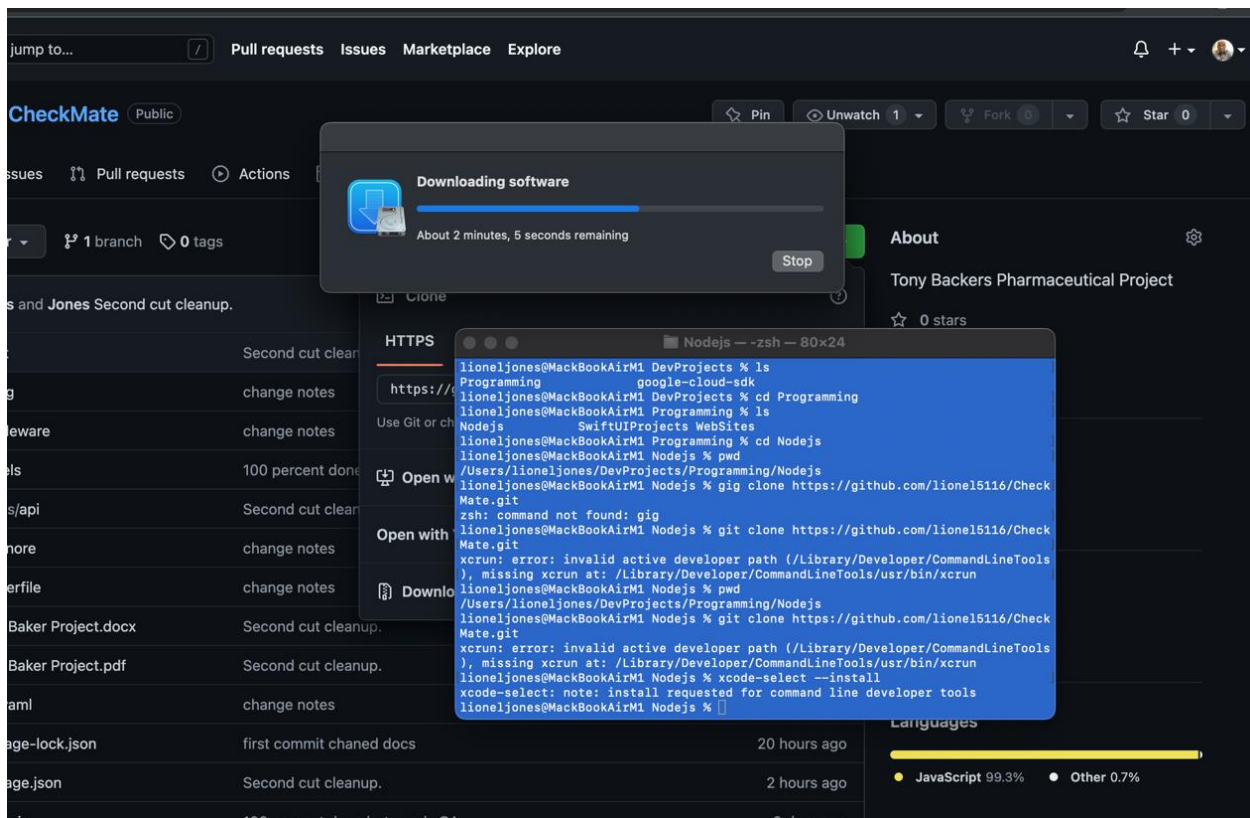 jump to...
/
Pull requests Issues Marketplace Explore
CheckMate Public
Pin
Unwatch 1
Fork 0
Star 0
ssues
Pull requests
Actions
Downloading software
About 2 minutes, 5 seconds remaining
Stop
1 branch
0 tags
About
Tony Backers Pharmaceutical Project
0 stars
s and Jones Second cut cleanup.
Clone
HTTPS
https://g
Use Git or ch
Open w
Open with
Downlo
Second cut clean
g change notes
leware change notes
els 100 percent done
s/api Second cut clean
nore change notes
erfile change notes
Baker Project.docx Second cut cleanup.
Baker Project.pdf Second cut cleanup.
aml change notes
age-lock.json first commit chaned docs 20 hours ago
age.json Second cut cleanup. 2 hours ago
Nodejs — -zsh — 80×24
lioneljones@MackBookAirM1 DevProjects % ls
Programming google-cloud-sdk
lioneljones@MackBookAirM1 DevProjects % cd Programming
lioneljones@MackBookAirM1 Programming % ls
Nodejs SwiftUIProjects WebSites
lioneljones@MackBookAirM1 Programming % cd Nodejs
lioneljones@MackBookAirM1 Nodejs % pwd
/Users/lioneljones/DevProjects/Programming/Nodejs
lioneljones@MackBookAirM1 Nodejs % gig clone https://github.com/lionel5116/Check
Mate.git
zsh: command not found: gig
lioneljones@MackBookAirM1 Nodejs % git clone https://github.com/lionel5116/Check
Mate.git
xcrun: error: invalid active developer path (/Library/Developer/CommandLineTools
), missing xcrun at: /Library/Developer/CommandLineTools/usr/bin/xcrun
lioneljones@MackBookAirM1 Nodejs % pwd
/Users/lioneljones/DevProjects/Programming/Nodejs
lioneljones@MackBookAirM1 Nodejs % git clone https://github.com/lionel5116/Check
Mate.git
xcrun: error: invalid active developer path (/Library/Developer/CommandLineTools
), missing xcrun at: /Library/Developer/CommandLineTools/usr/bin/xcrun
lioneljones@MackBookAirM1 Nodejs % xcode-select --install
xcode-select: note: install requested for command line developer tools
lioneljones@MackBookAirM1 Nodejs %
Languages
JavaScript 99.3% Other 0.7%